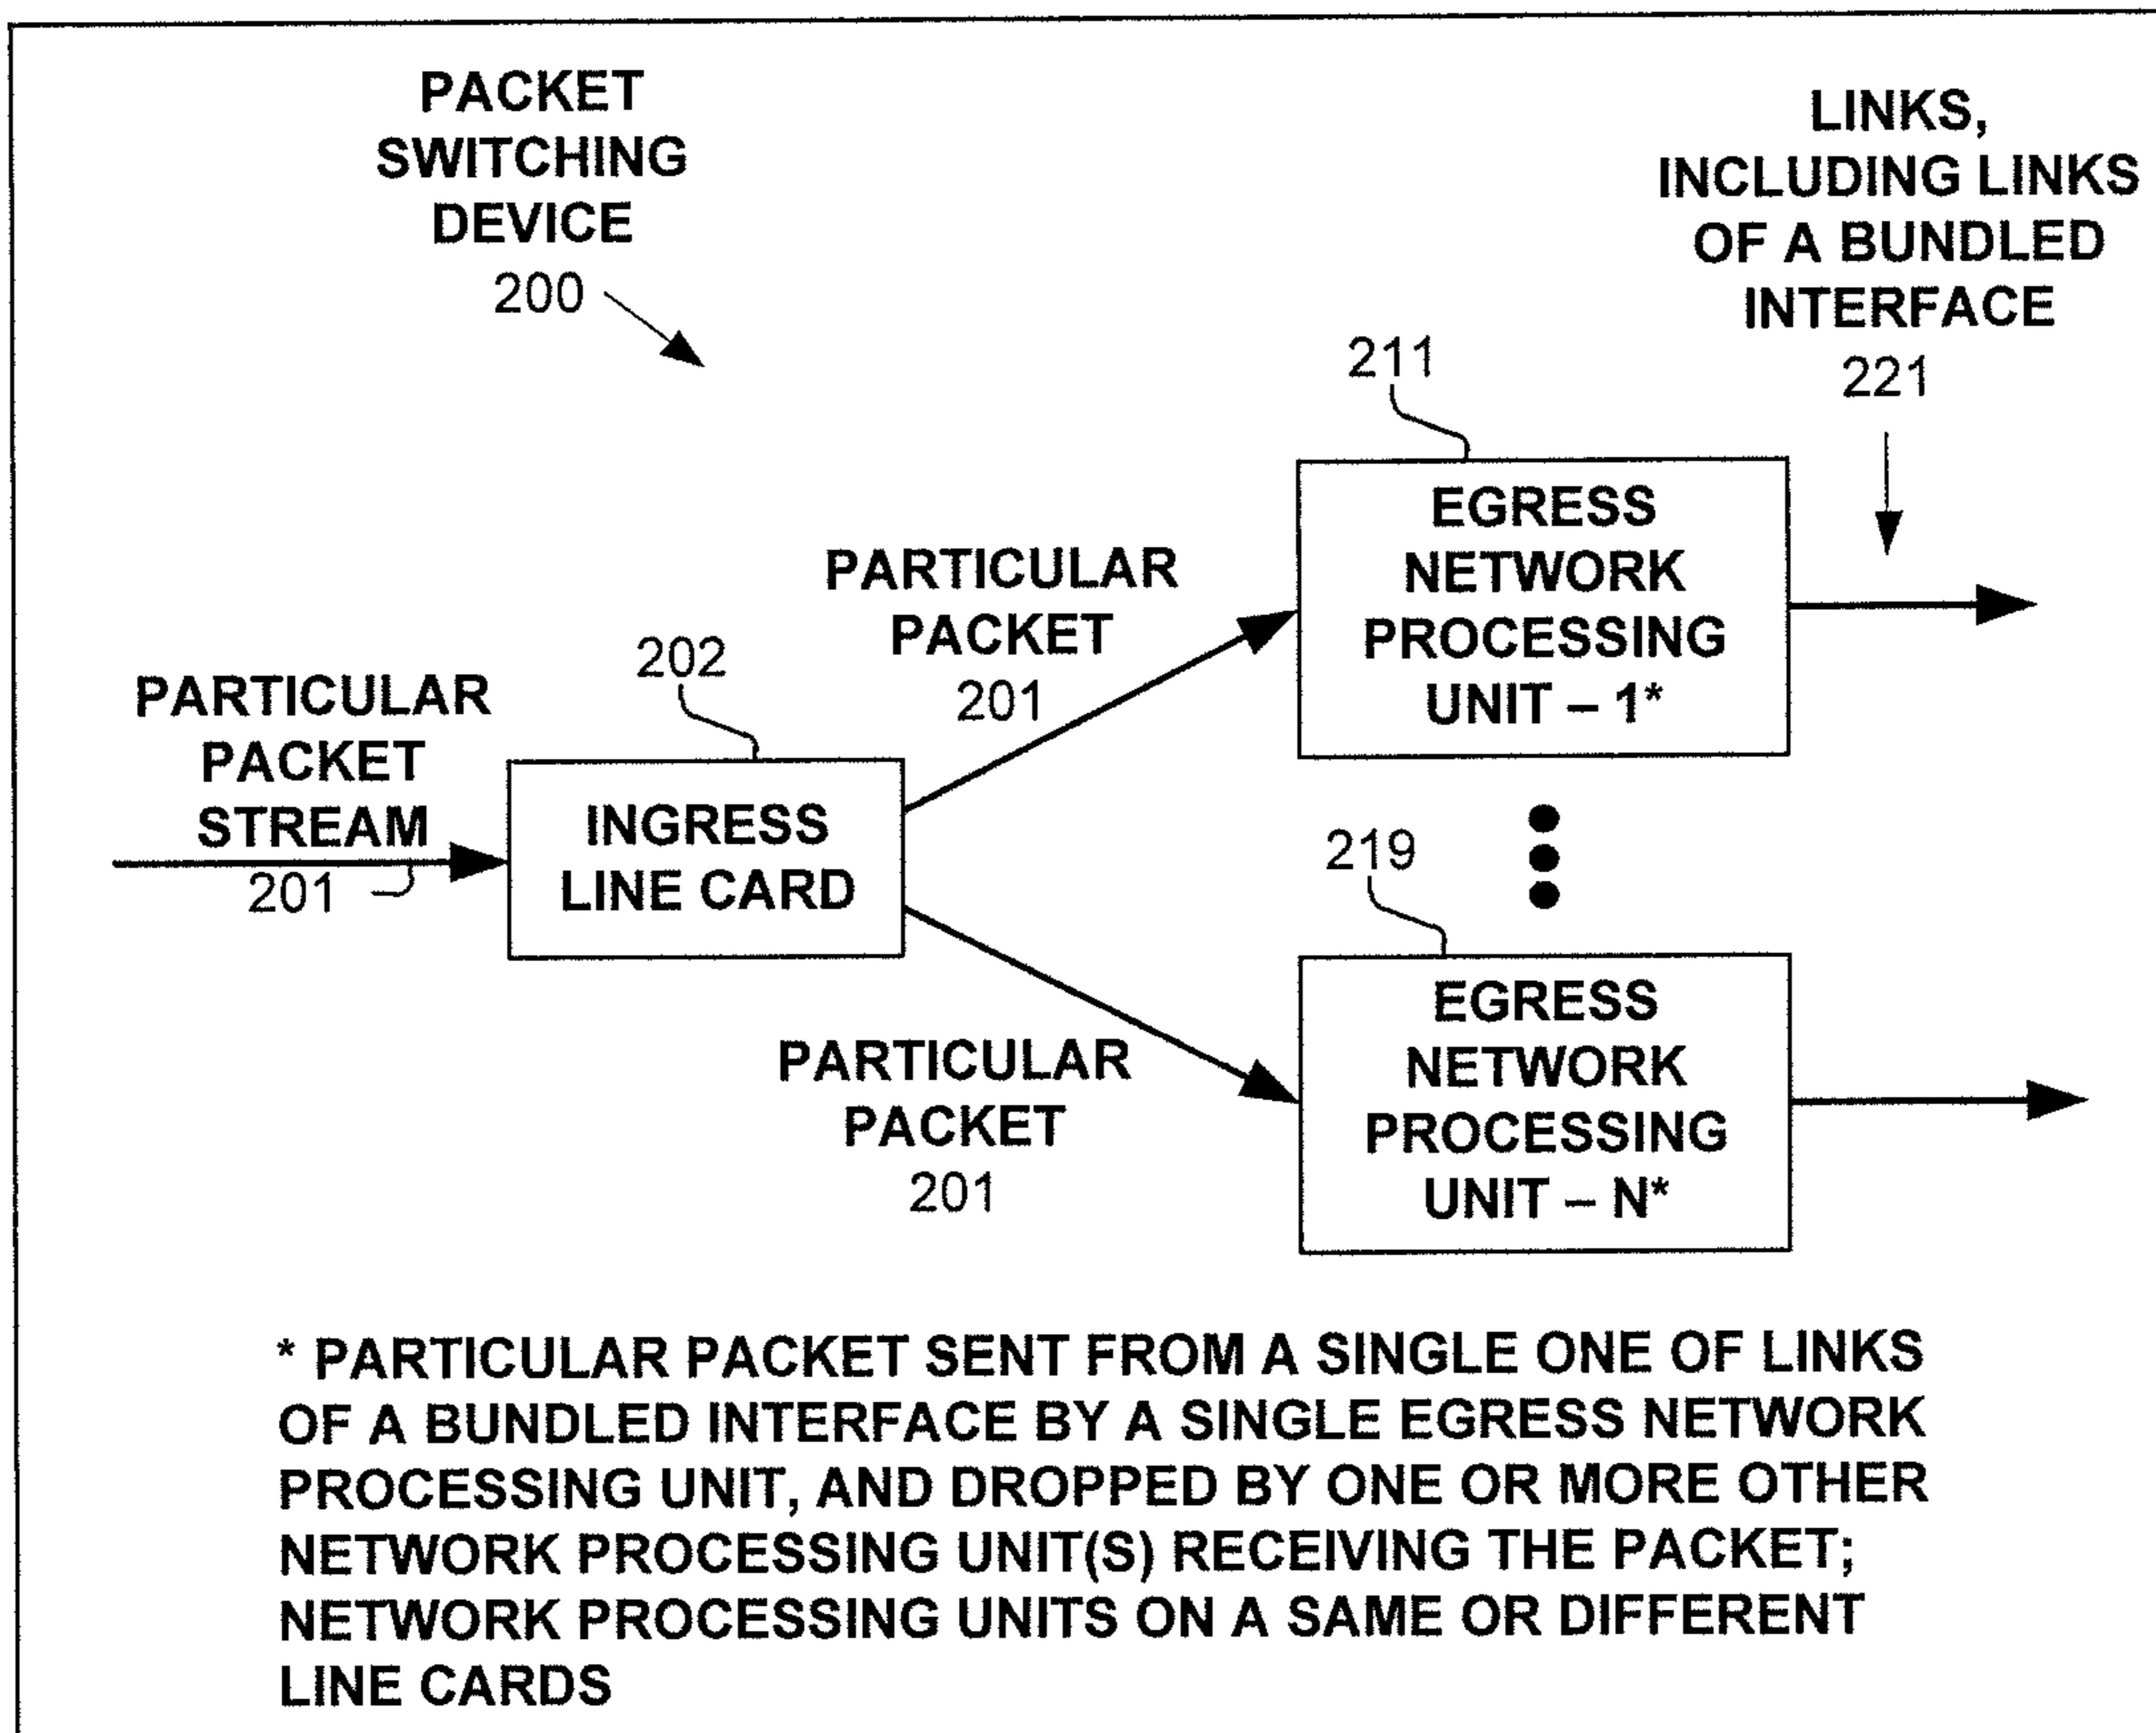 PACKET
SWITCHING
DEVICE
200
LINKS,
INCLUDING LINKS
OF A BUNDLED
INTERFACE
221
211
EGRESS
NETWORK
PROCESSING
UNIT – 1*
PARTICULAR
PACKET
201
202
PARTICULAR
PACKET
STREAM
201
INGRESS
LINE CARD
219
EGRESS
NETWORK
PROCESSING
UNIT – N*
PARTICULAR
PACKET
201
* PARTICULAR PACKET SENT FROM A SINGLE ONE OF LINKS
OF A BUNDLED INTERFACE BY A SINGLE EGRESS NETWORK
PROCESSING UNIT, AND DROPPED BY ONE OR MORE OTHER
NETWORK PROCESSING UNIT(S) RECEIVING THE PACKET;
NETWORK PROCESSING UNITS ON A SAME OR DIFFERENT
LINE CARDS